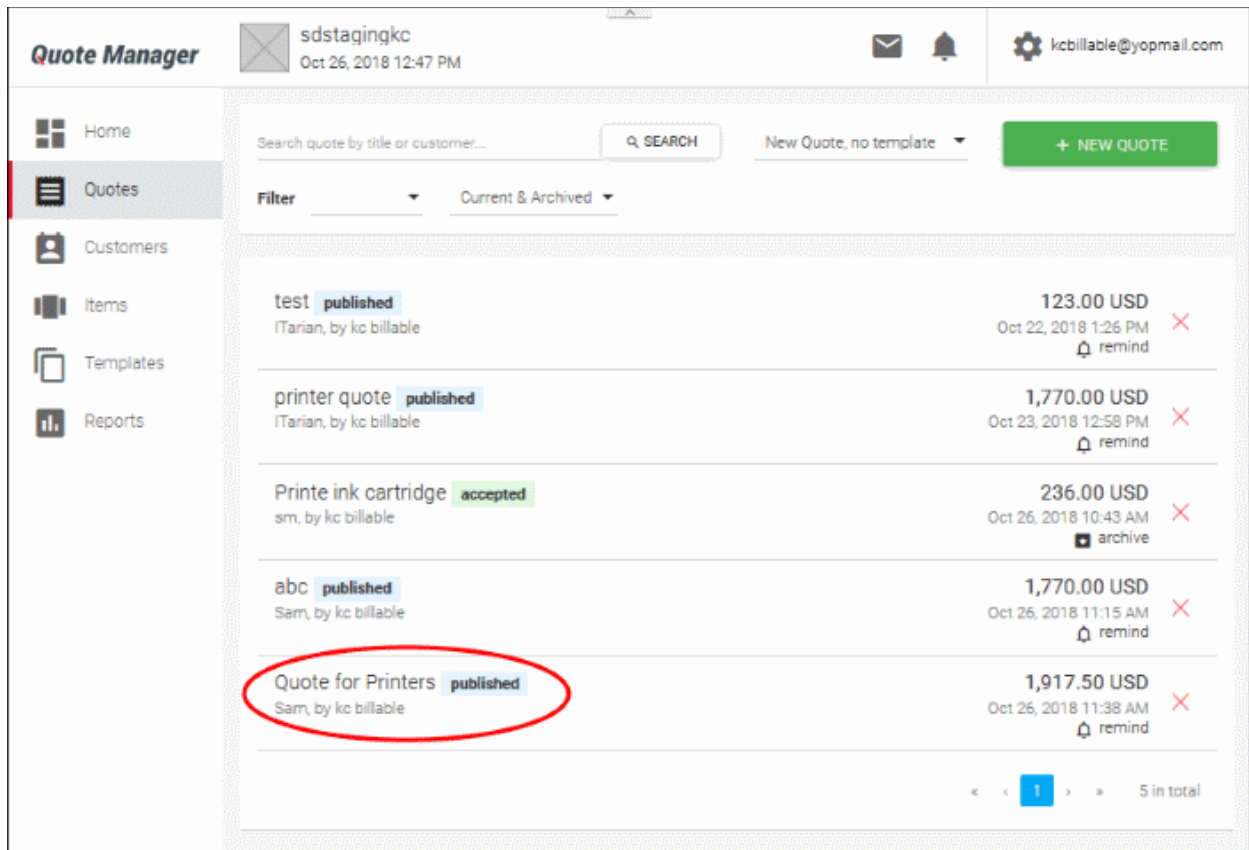 Quote Manager
sdstagingkc
Oct 26, 2018 12:47 PM
kcbillable@yopmail.com
Home
Quotes
Customers
Items
Templates
Reports
Search quote by title or customer...
SEARCH
New Quote, no template
+ NEW QUOTE
Filter
Current & Archived
test published
ITarian, by kc billable
123.00 USD
Oct 22, 2018 1:26 PM
remind
printer quote published
ITarian, by kc billable
1,770.00 USD
Oct 23, 2018 12:58 PM
remind
Printe ink cartridge accepted
sm, by kc billable
236.00 USD
Oct 26, 2018 10:43 AM
archive
abc published
Sam, by kc billable
1,770.00 USD
Oct 26, 2018 11:15 AM
remind
Quote for Printers published
Sam, by kc billable
1,917.50 USD
Oct 26, 2018 11:38 AM
remind
« ‹ 1 › » 5 in total